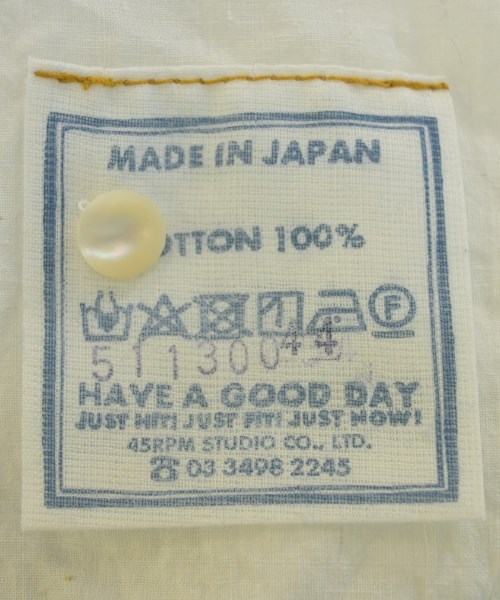 MADE IN JAPAN
OTTON 100%
F
511300
HAVE A GOOD DAY
JUST HIT! JUST FIT! JUST NOW!
45RPM STUDIO CO., LTD.
☎ 03 3498 2245